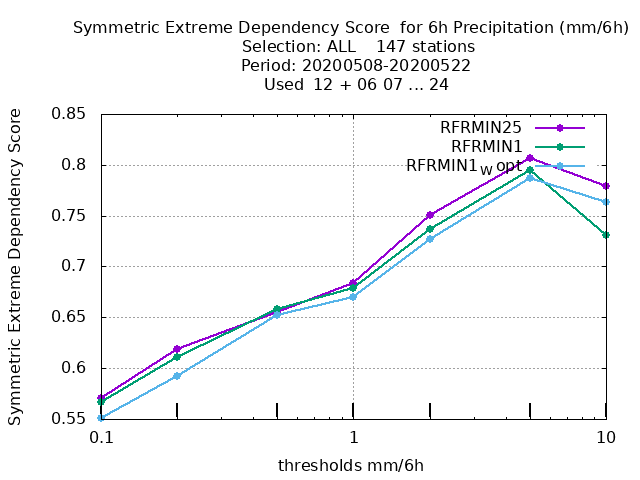 Symmetric Extreme Dependency Score  for 6h Precipitation (mm/6h)
Selection: ALL    147 stations
Period: 20200508-20200522
Used  12 + 06 07 ... 24
RFRMIN25
RFRMIN1
RFRMIN1W opt
Symmetric Extreme Dependency Score
0.85
0.8
0.75
0.7
0.65
0.6
0.55
0.1 1 10
thresholds mm/6h